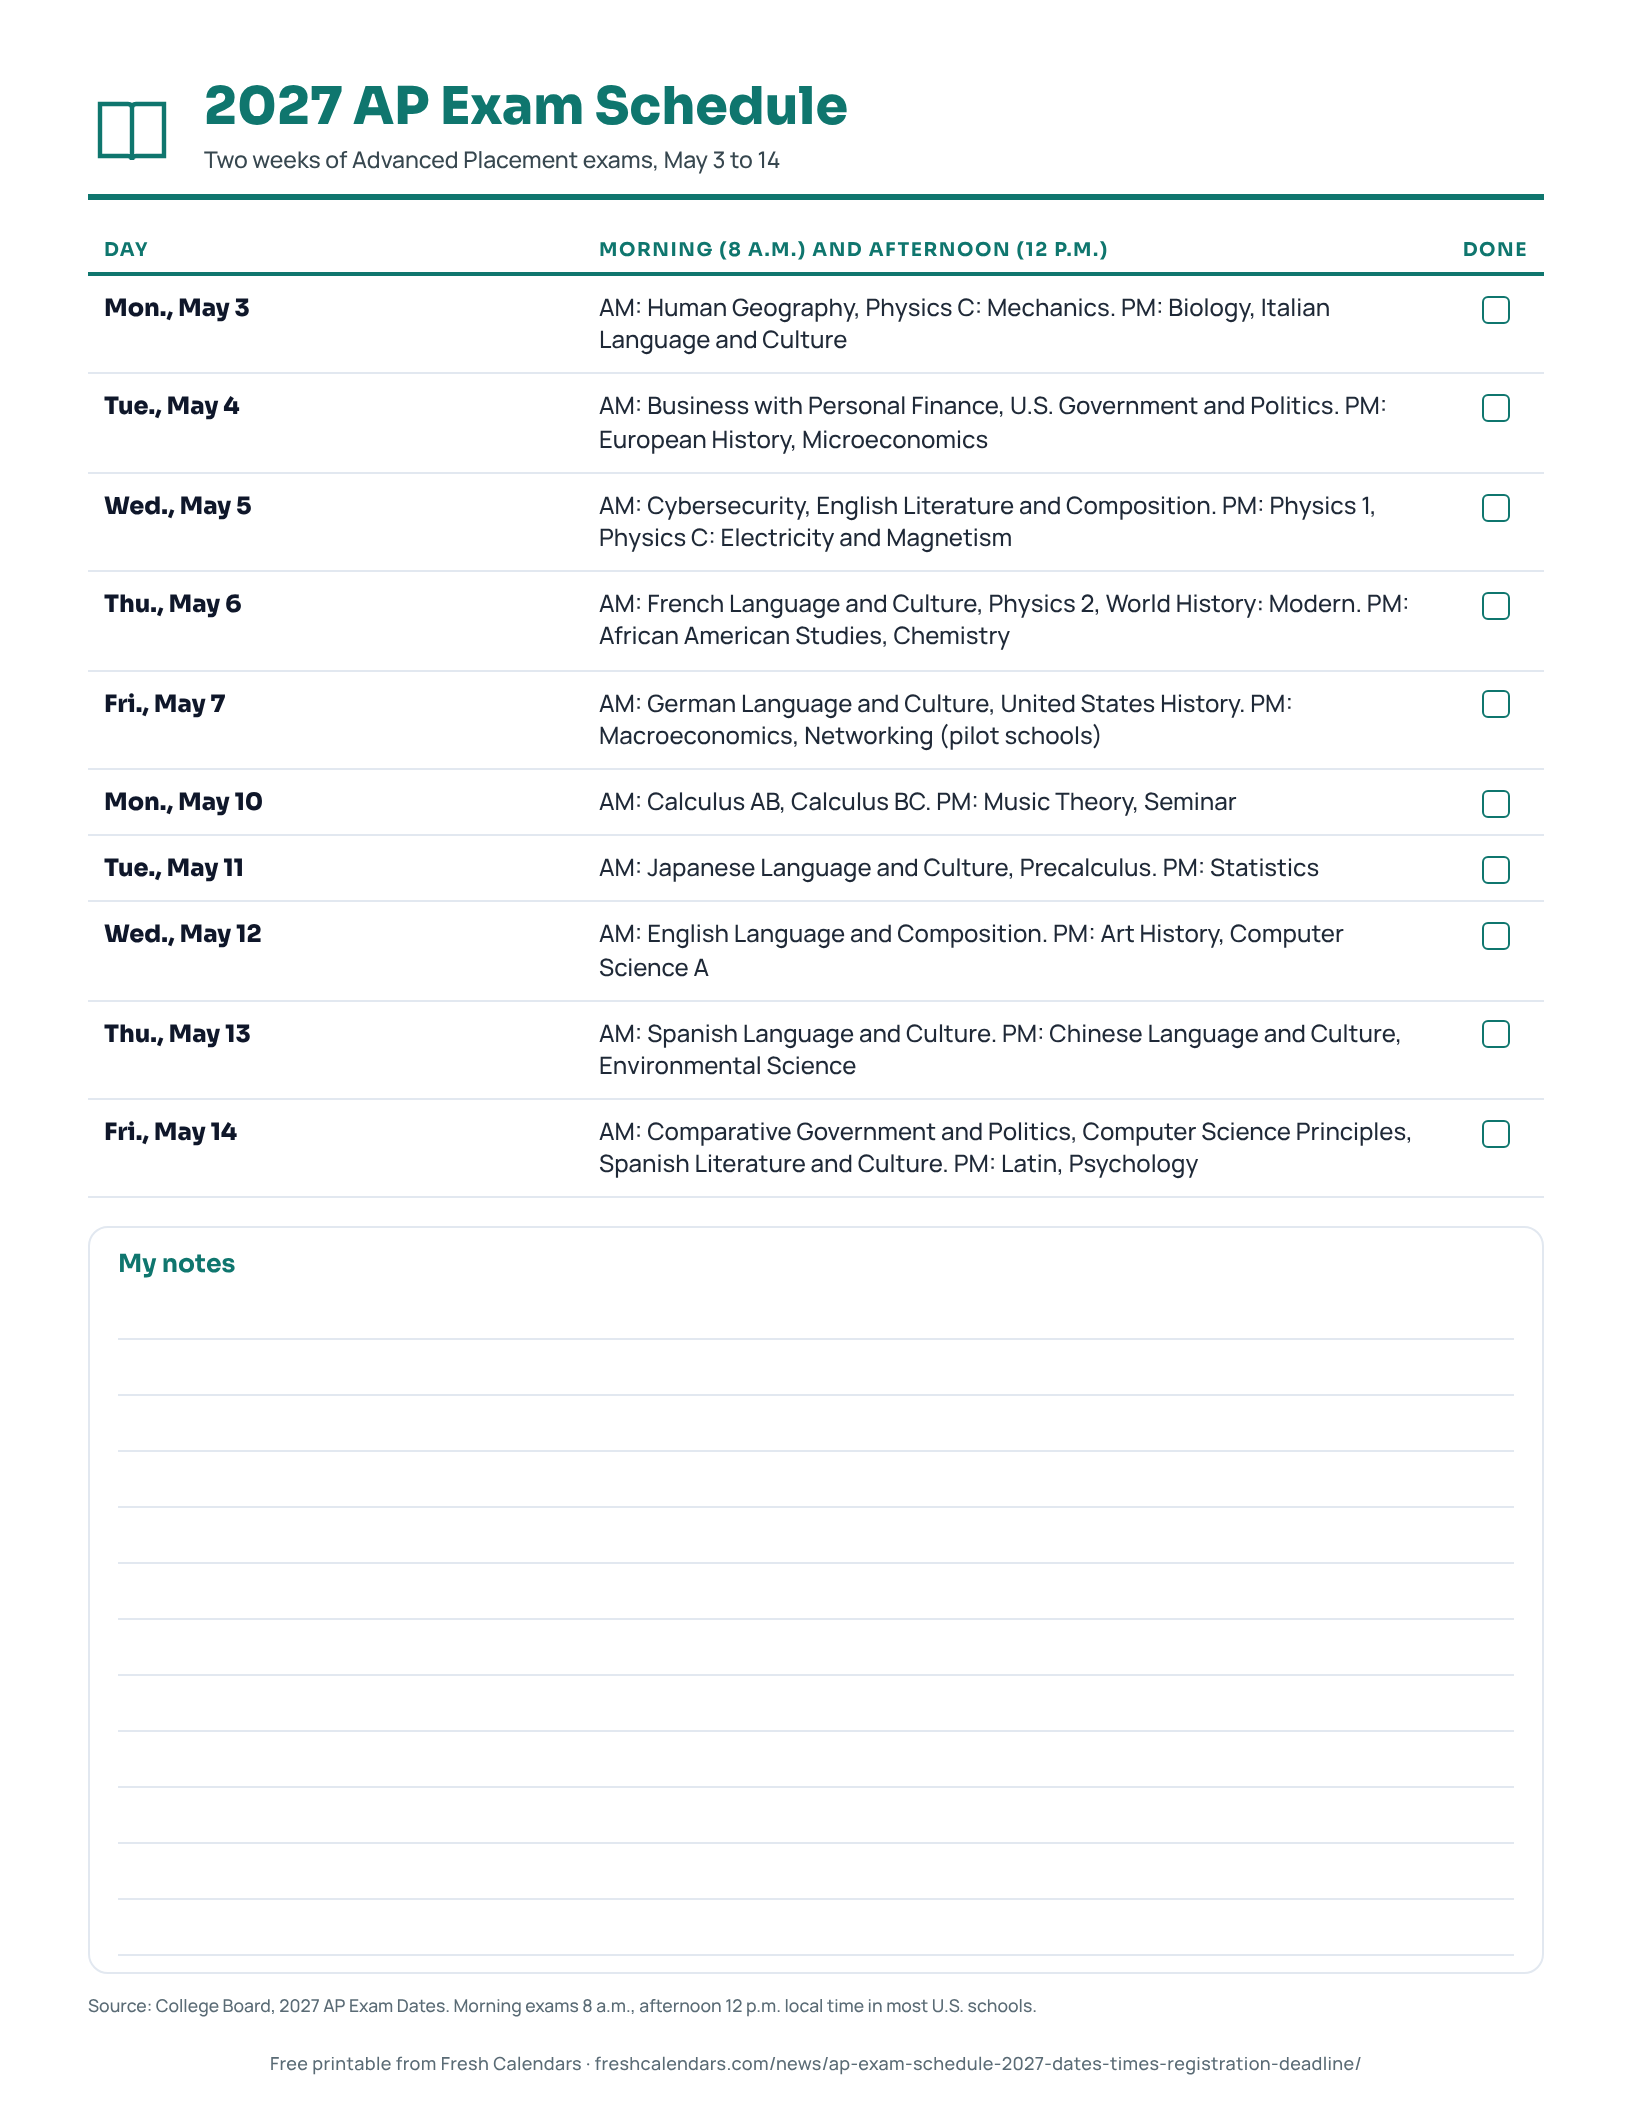 2027 AP Exam Schedule
Two weeks of Advanced Placement exams, May 3 to 14
DAY MORNING (8 A.M.) AND AFTERNOON (12 P.M.) DONE
Mon., May 3 AM: Human Geography, Physics C: Mechanics. PM: Biology, Italian
Language and Culture
Tue., May 4 AM: Business with Personal Finance, U.S. Government and Politics. PM:
European History, Microeconomics
Wed., May 5 AM: Cybersecurity, English Literature and Composition. PM: Physics 1,
Physics C: Electricity and Magnetism
Thu., May 6 AM: French Language and Culture, Physics 2, World History: Modern. PM:
African American Studies, Chemistry
Fri., May 7 AM: German Language and Culture, United States History. PM:
Macroeconomics, Networking (pilot schools)
Mon., May 10 AM: Calculus AB, Calculus BC. PM: Music Theory, Seminar
Tue., May 11 AM: Japanese Language and Culture, Precalculus. PM: Statistics
Wed., May 12 AM: English Language and Composition. PM: Art History, Computer
Science A
Thu., May 13 AM: Spanish Language and Culture. PM: Chinese Language and Culture,
Environmental Science
Fri., May 14 AM: Comparative Government and Politics, Computer Science Principles,
Spanish Literature and Culture. PM: Latin, Psychology
My notes
Source: College Board, 2027 AP Exam Dates. Morning exams 8 a.m., afternoon 12 p.m. local time in most U.S. schools.
Free printable from Fresh Calendars · freshcalendars.com/news/ap-exam-schedule-2027-dates-times-registration-deadline/